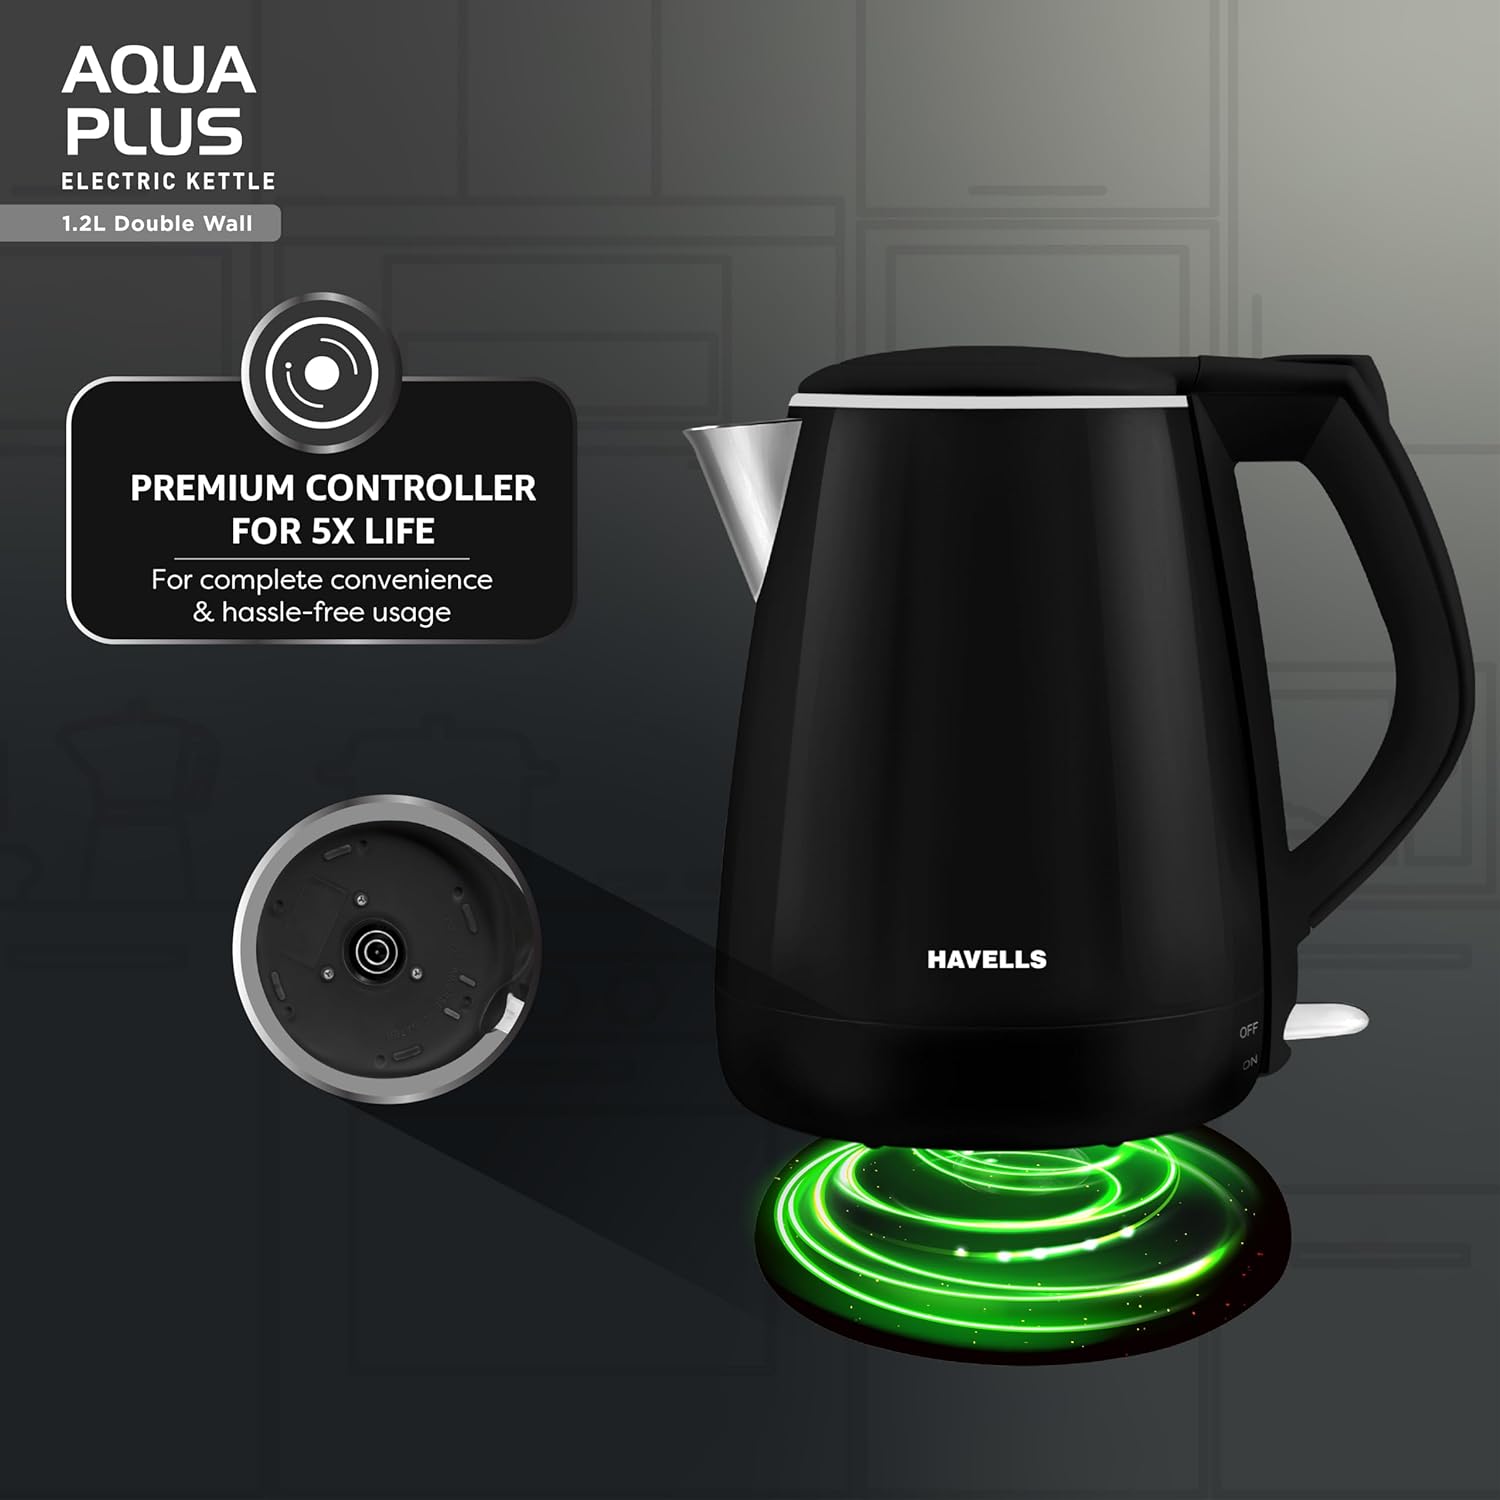 AQUA
PLUS
ELECTRIC KETTLE
1.2L Double Wall
PREMIUM CONTROLLER
FOR 5X LIFE
For complete convenience
& hassle-free usage
HAVELLS
OFF
ON